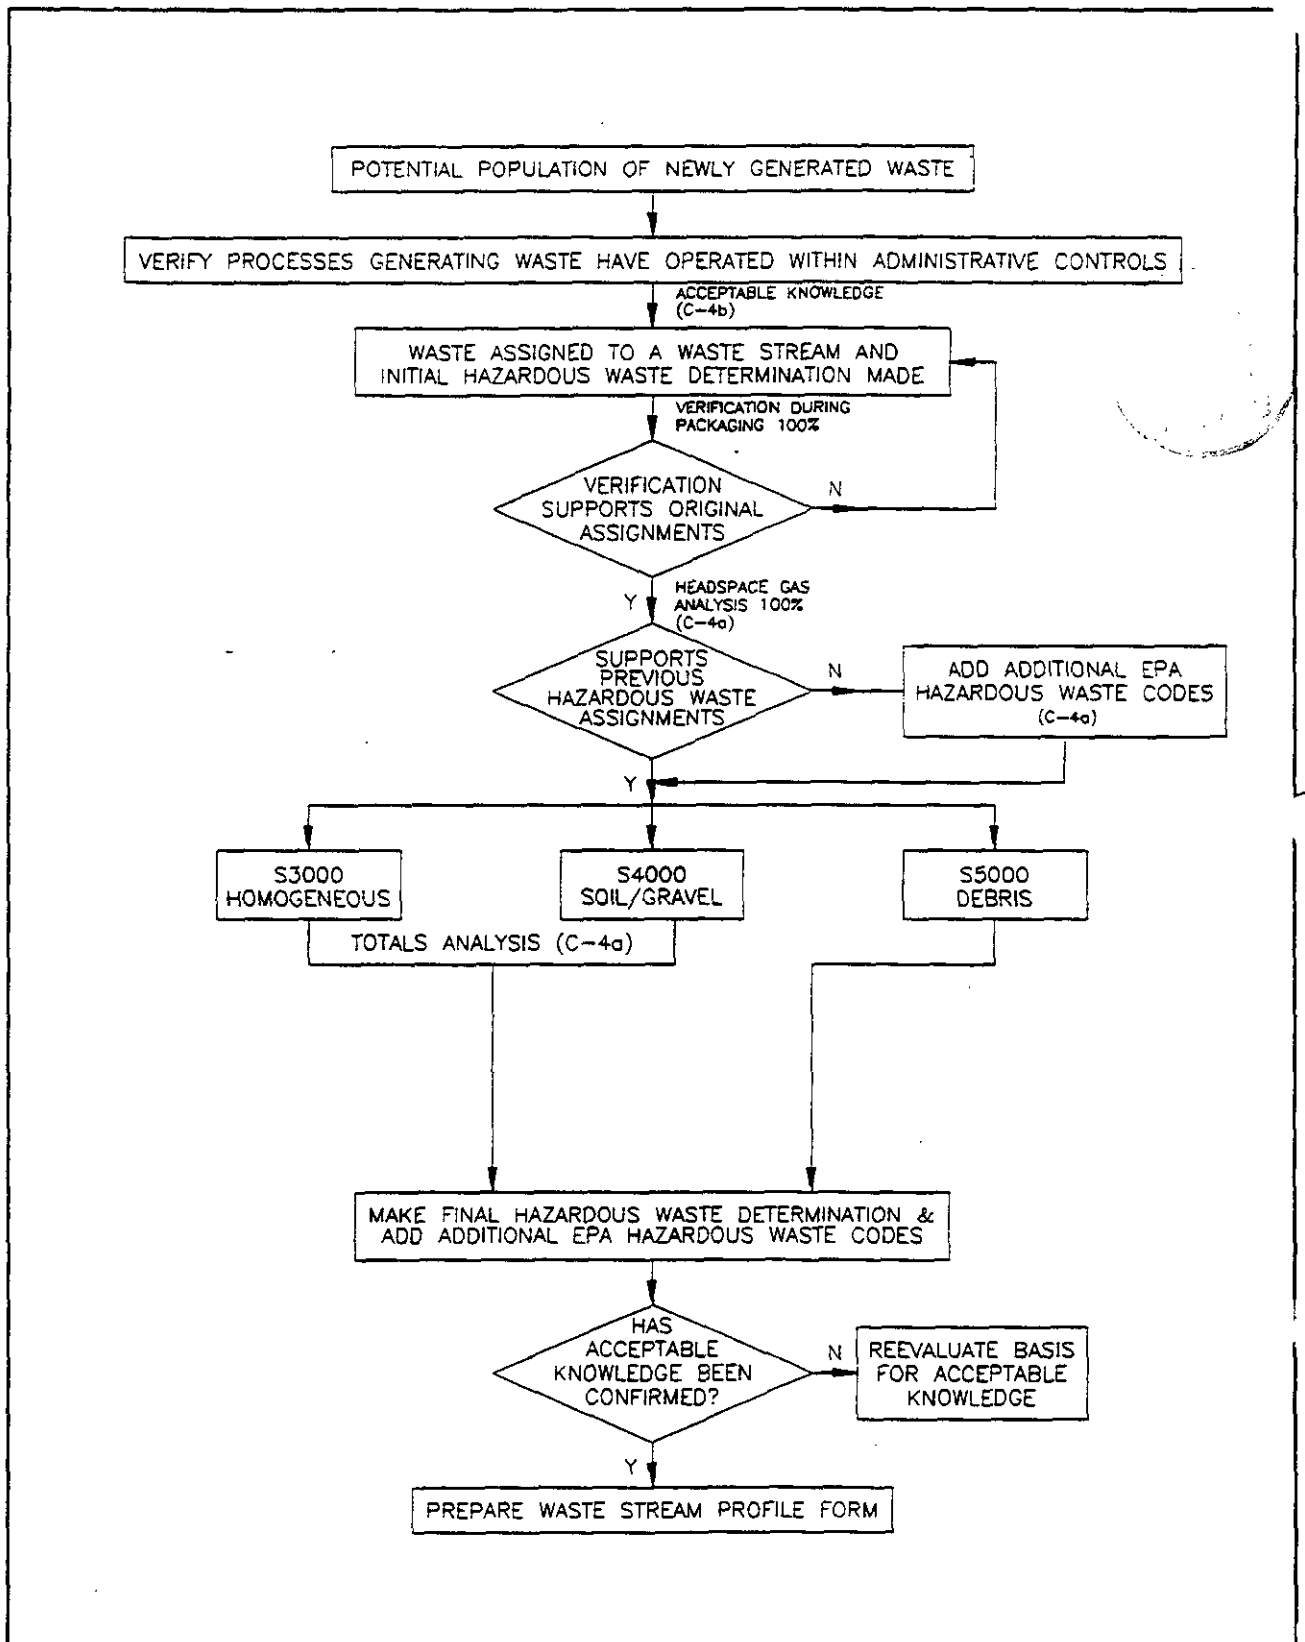 POTENTIAL POPULATION OF NEWLY GENERATED WASTE
VERIFY PROCESSES GENERATING WASTE HAVE OPERATED WITHIN ADMINISTRATIVE CONTROLS
ACCEPTABLE KNOWLEDGE
(C-4b)
WASTE ASSIGNED TO A WASTE STREAM AND
INITIAL HAZARDOUS WASTE DETERMINATION MADE
VERIFICATION DURING
PACKAGING 100%
VERIFICATION
SUPPORTS ORIGINAL
ASSIGNMENTS
N
Y
HEADSPACE GAS
ANALYSIS 100%
(C-4a)
SUPPORTS
PREVIOUS
HAZARDOUS WASTE
ASSIGNMENTS
N
ADD ADDITIONAL EPA
HAZARDOUS WASTE CODES
(C-4a)
Y
S3000
HOMOGENEOUS
S4000
SOIL/GRAVEL
S5000
DEBRIS
TOTALS ANALYSIS (C-4a)
MAKE FINAL HAZARDOUS WASTE DETERMINATION &
ADD ADDITIONAL EPA HAZARDOUS WASTE CODES
HAS
ACCEPTABLE
KNOWLEDGE BEEN
CONFIRMED?
N
REEVALUATE BASIS
FOR ACCEPTABLE
KNOWLEDGE
Y
PREPARE WASTE STREAM PROFILE FORM